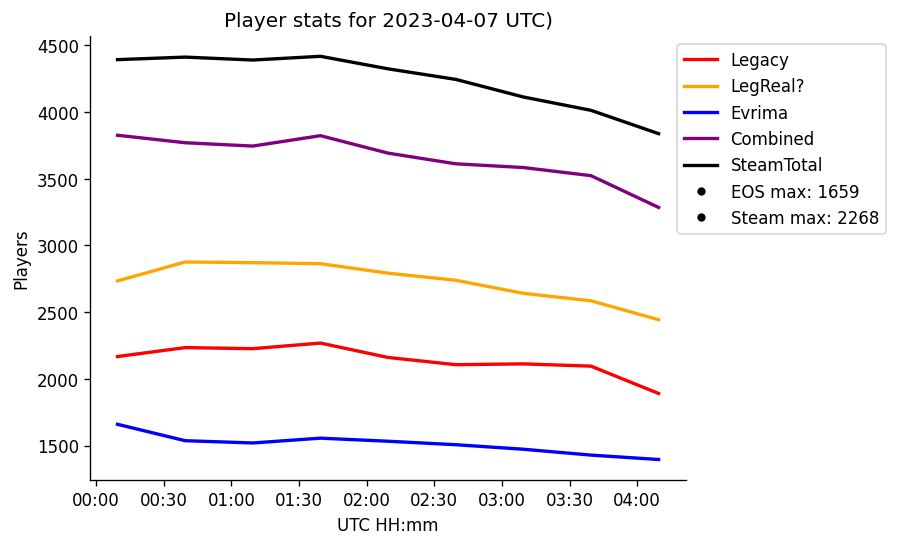 Player stats for 2023-04-07 UTC)
Players
4500
4000
3500
3000
2500
2000
1500
00:00 00:30 01:00 01:30 02:00 02:30 03:00 03:30 04:00
UTC HH:mm
Legacy
LegReal?
Evrima
Combined
SteamTotal
EOS max: 1659
Steam max: 2268